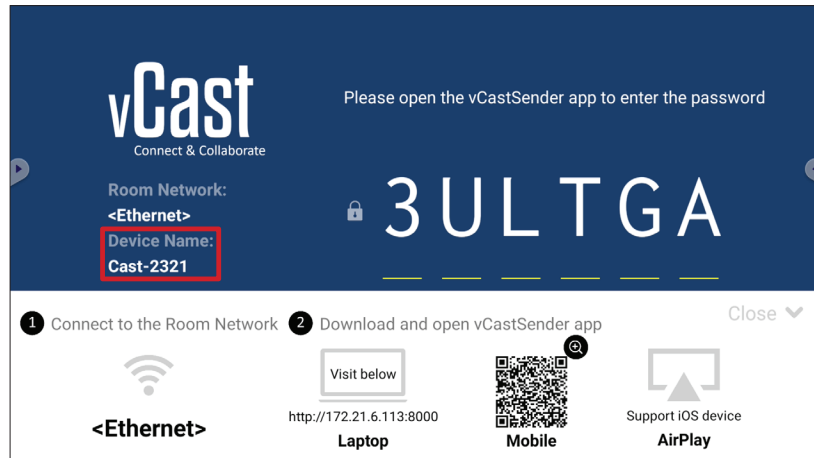 vCast
Connect & Collaborate
Please open the vCastSender app to enter the password
Room Network:
<Ethernet>
Device Name:
Cast-2321
3ULTGA
1 Connect to the Room Network
2 Download and open vCastSender app
Close
<Ethernet>
Visit below
http://172.21.6.113:8000
Laptop
Mobile
Support iOS device
AirPlay